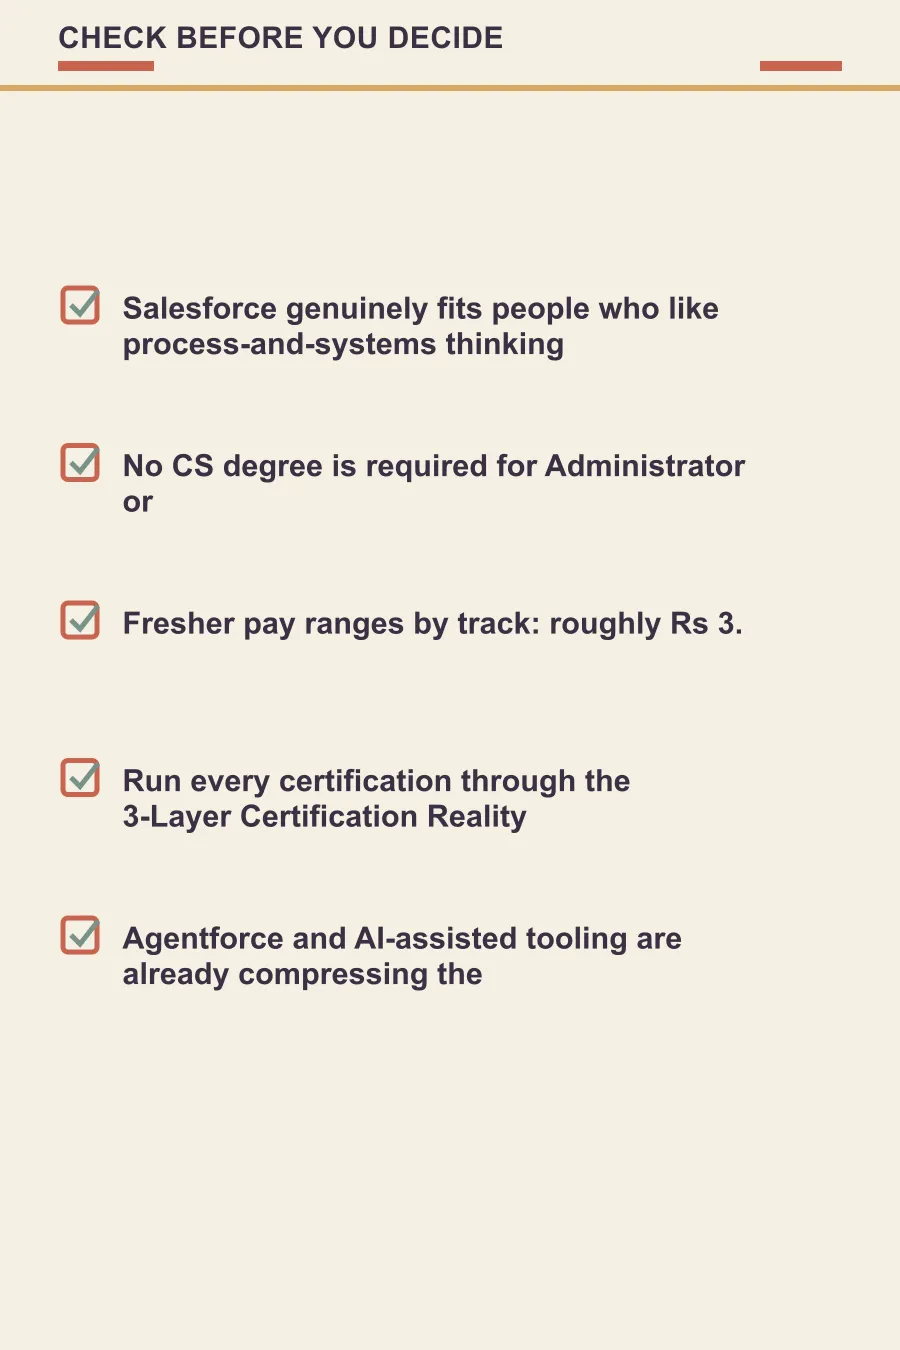 CHECK BEFORE YOU DECIDE
Salesforce genuinely fits people who like
process-and-systems thinking
No CS degree is required for Administrator
or
Fresher pay ranges by track: roughly Rs 3.
Run every certification through the
3-Layer Certification Reality
Agentforce and AI-assisted tooling are
already compressing the